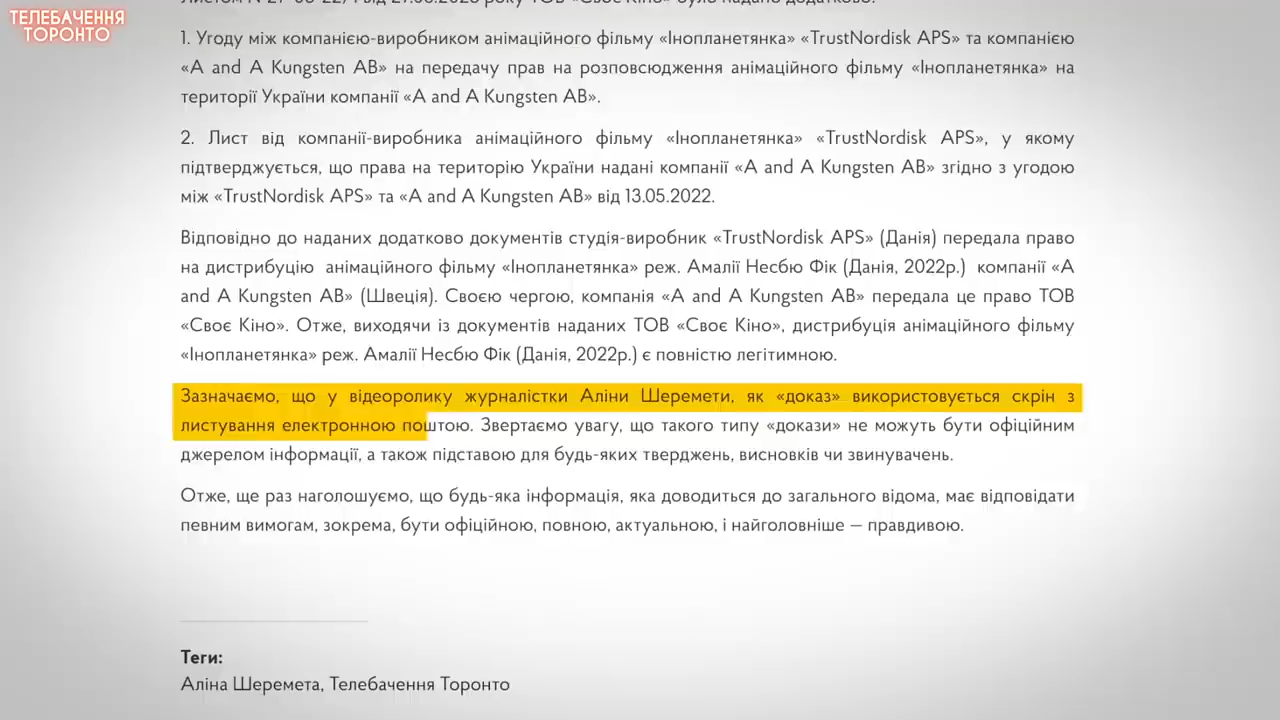 ТЕЛЕБАЧЕННЯ
ТОРОНТО
1. Угоду між компанією-виробником анімаційного фільму «Інопланетянка» «TrustNordisk APS» та компанією
«A and A Kungsten AB» на передачу прав на розповсюдження анімаційного фільму «Інопланетянка» на
території України компанії «A and A Kungsten AB».
2. Лист від компанії-виробника анімаційного фільму «Інопланетянка» «TrustNordisk APS», у якому
підтверджується, що права на територію України надані компанії «A and A Kungsten AB» згідно з угодою
між «TrustNordisk APS» та «A and A Kungsten AB» від 13.05.2022.
Відповідно до наданих додатково документів студія-виробник «TrustNordisk APS» (Данія) передала право
на дистрибуцію анімаційного фільму «Інопланетянка» реж. Амалії Несбю Фік (Данія, 2022р.) компанії «A
and A Kungsten AB» (Швеція). Своєю чергою, компанія «A and A Kungsten AB» передала це право ТОВ
«Своє Кіно». Отже, виходячи із документів наданих ТОВ «Своє Кіно», дистрибуція анімаційного фільму
«Інопланетянка» реж. Амалії Несбю Фік (Данія, 2022р.) є повністю легітимною.
Зазначаємо, що у відеоролику журналістки Аліни Шеремети, як «доказ» використовується скрін з
листування електронною поштою. Звертаємо увагу, що такого типу «докази» не можуть бути офіційним
джерелом інформації, а також підставою для будь-яких тверджень, висновків чи звинувачень.
Отже, ще раз наголошуємо, що будь-яка інформація, яка доводиться до загального відома, має відповідати
певним вимогам, зокрема, бути офіційною, повною, актуальною, і найголовніше — правдивою.
Теги:
Аліна Шеремета, Телебачення Торонто